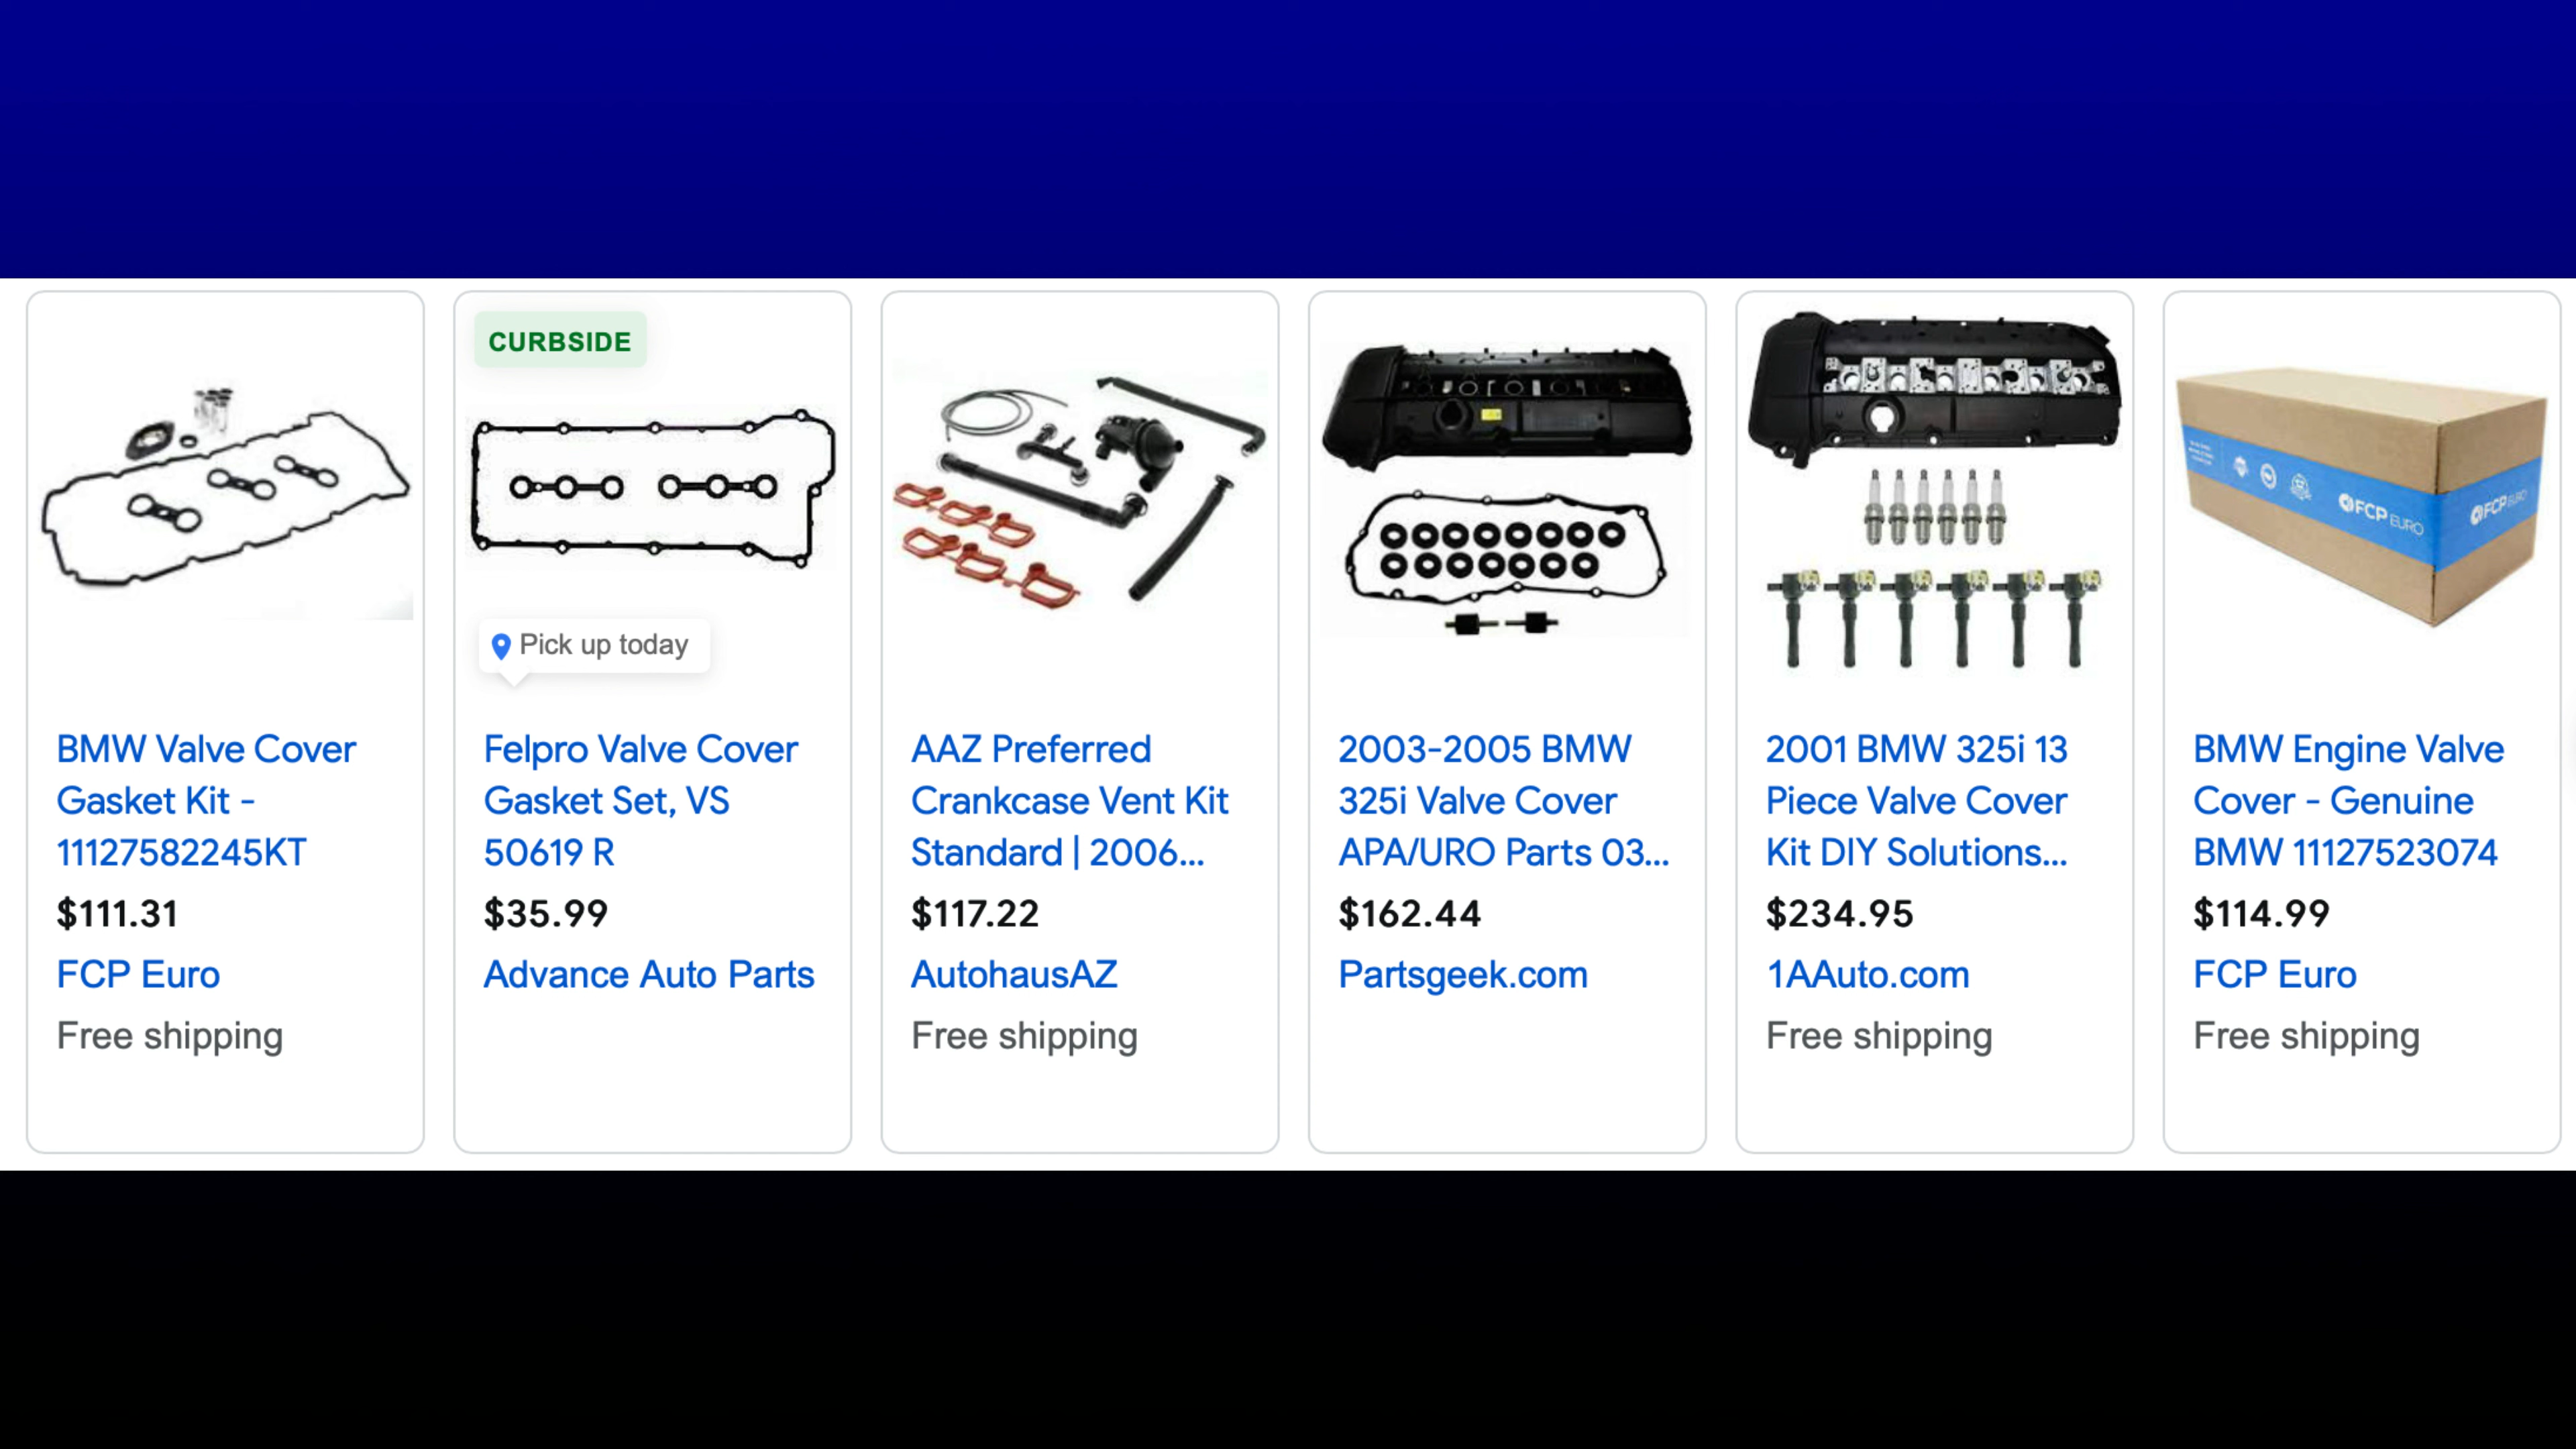 CURBSIDE
Pick up today
FCP EURO
FCP EURO
BMW Valve Cover
Gasket Kit -
11127582245KT
$111.31
FCP Euro
Free shipping
Felpro Valve Cover
Gasket Set, VS
50619 R
$35.99
Advance Auto Parts
AAZ Preferred
Crankcase Vent Kit
Standard | 2006...
$117.22
AutohausAZ
Free shipping
2003-2005 BMW
325i Valve Cover
APA/URO Parts 03...
$162.44
Partsgeek.com
2001 BMW 325i 13
Piece Valve Cover
Kit DIY Solutions...
$234.95
1AAuto.com
Free shipping
BMW Engine Valve
Cover - Genuine
BMW 11127523074
$114.99
FCP Euro
Free shipping